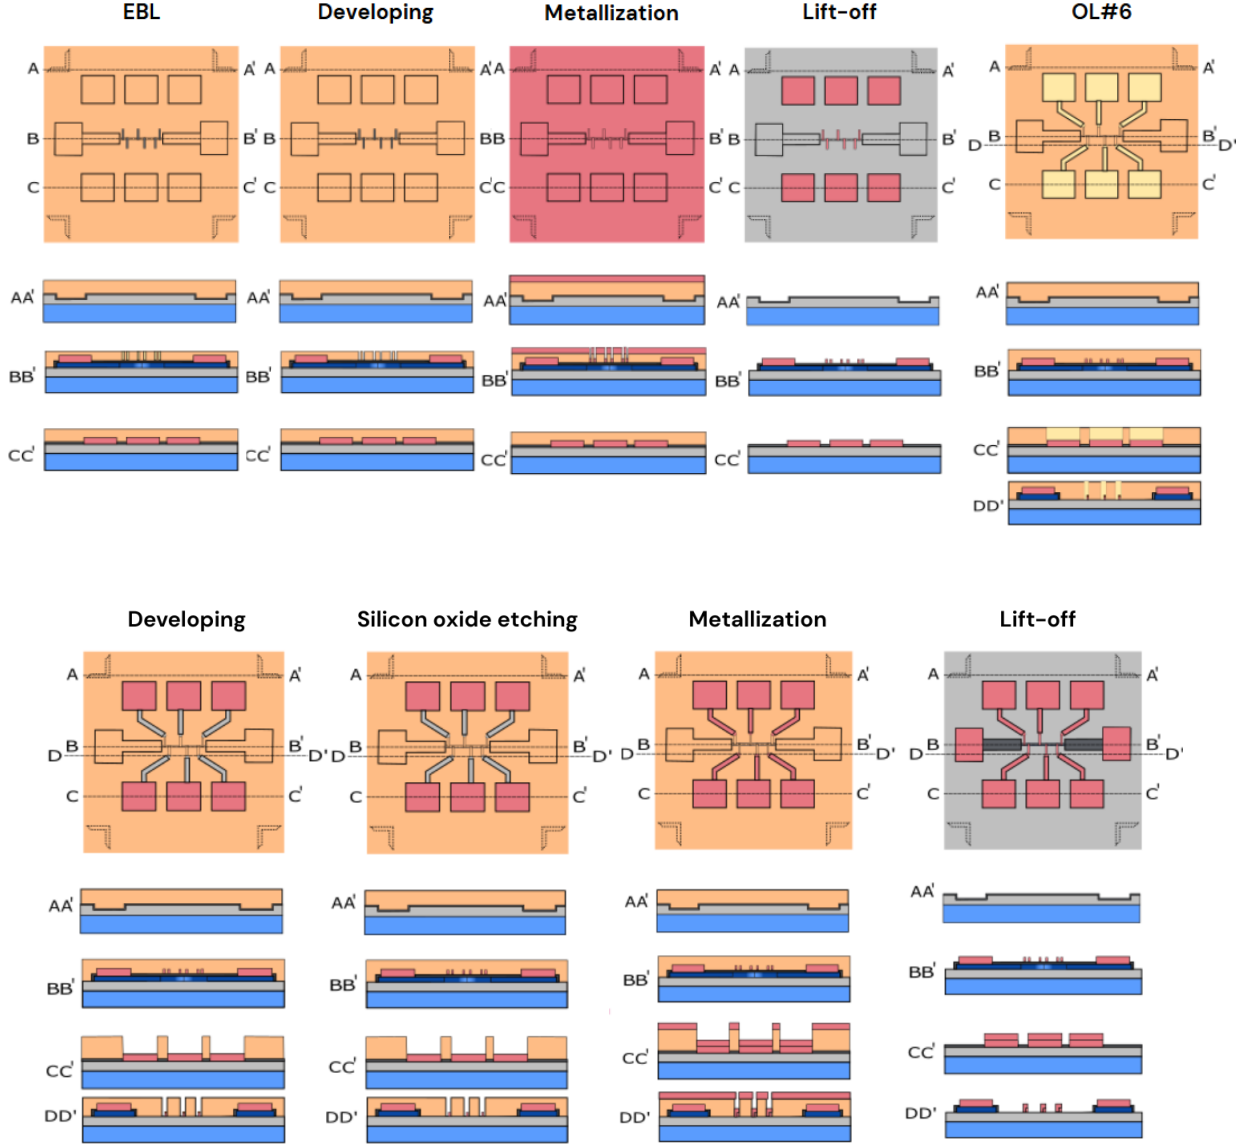 EBL Developing Metallization Lift-off OL#6
A A' A A' A A' A A' A A'
B B' B B' BB B' B B' B B'
D D'
C C' C C' C C' C C' C C'
AA' AA' AA' AA' AA'
BB' BB' BB' BB' BB'
CC' CC' CC' CC' CC'
DD'
Developing Silicon oxide etching Metallization Lift-off
A A' A A' A A' A A'
B B' B B' B B' B B'
D D' D D' D D' D D'
C C' C C' C C' C C'
AA' AA' AA' AA'
BB' BB' BB' BB'
CC' CC' CC' CC'
DD' DD' DD' DD'